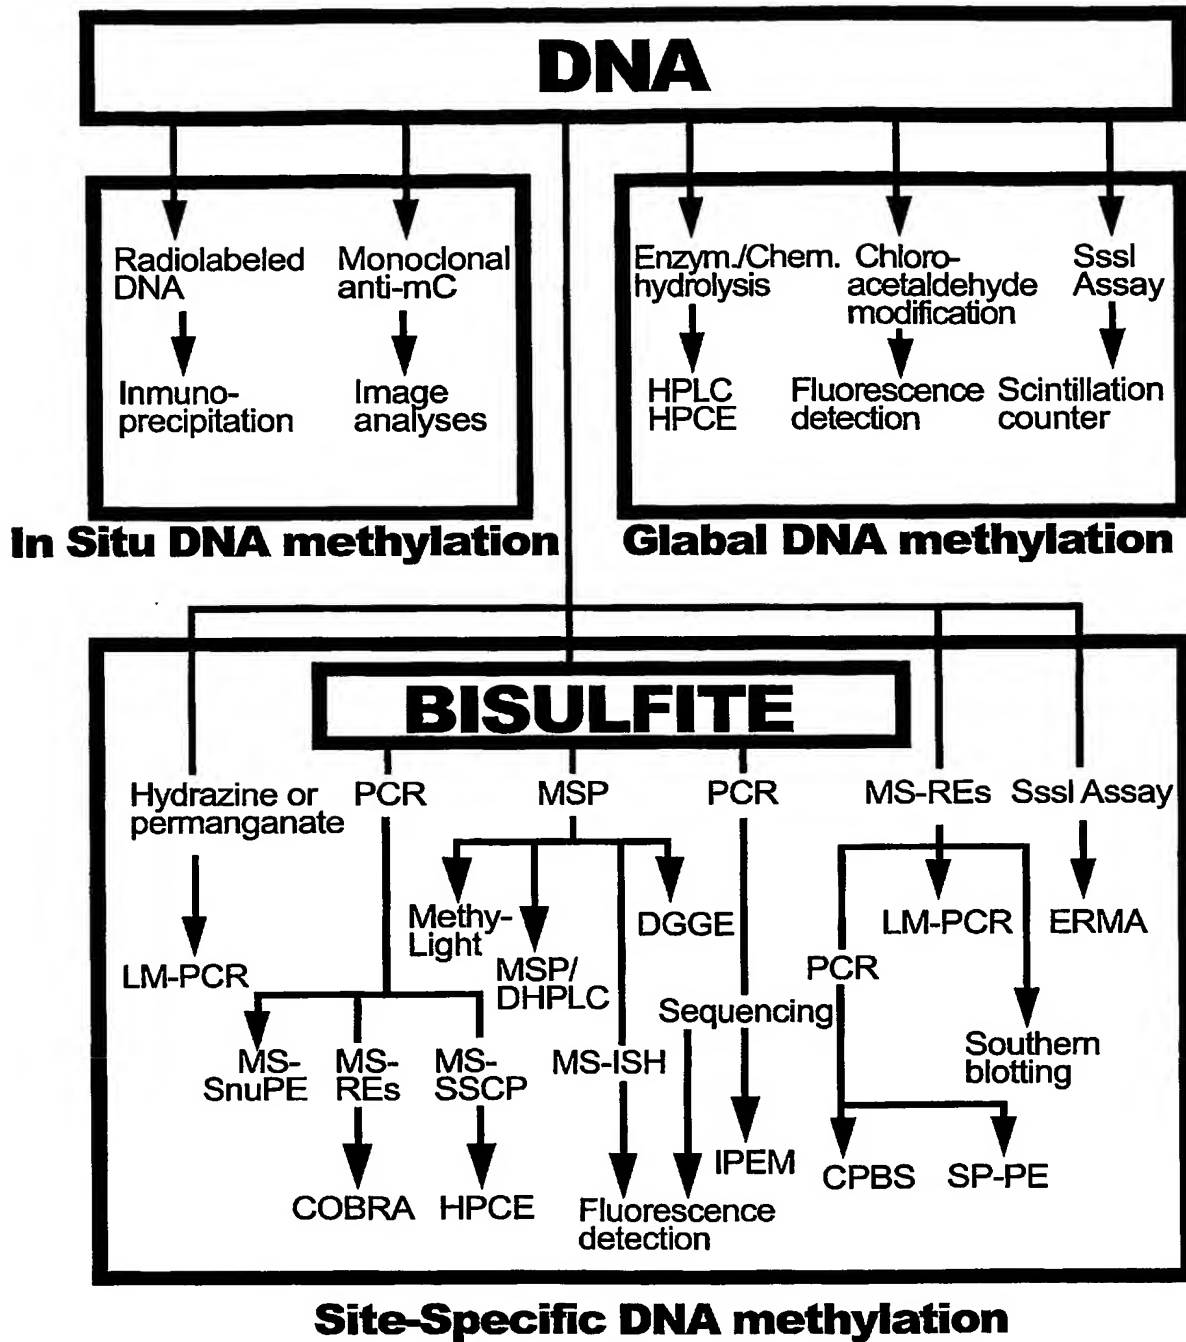 DNA
Radiolabeled
DNA
Inmuno-
precipitation
Monoclonal
anti-mC
Image
analyses
In Situ DNA methylation
Enzym./Chem.
hydrolysis
HPLC
HPCE
Chloro-
acetaldehyde
modification
Fluorescence
detection
SssI
Assay
Scintillation
counter
Glabal DNA methylation
BISULFITE
Hydrazine or
permanganate
LM-PCR
PCR
MS-
SnuPE
MS-
REs
COBRA
MS-
SSCP
HPCE
MSP
Methy-
Light
MSP/
DHPLC
MS-ISH
DGGE
Fluorescence
detection
PCR
Sequencing
IPEM
MS-REs
PCR
LM-PCR
Southern
blotting
CPBS
SP-PE
SssI Assay
ERMA
Site-Specific DNA methylation